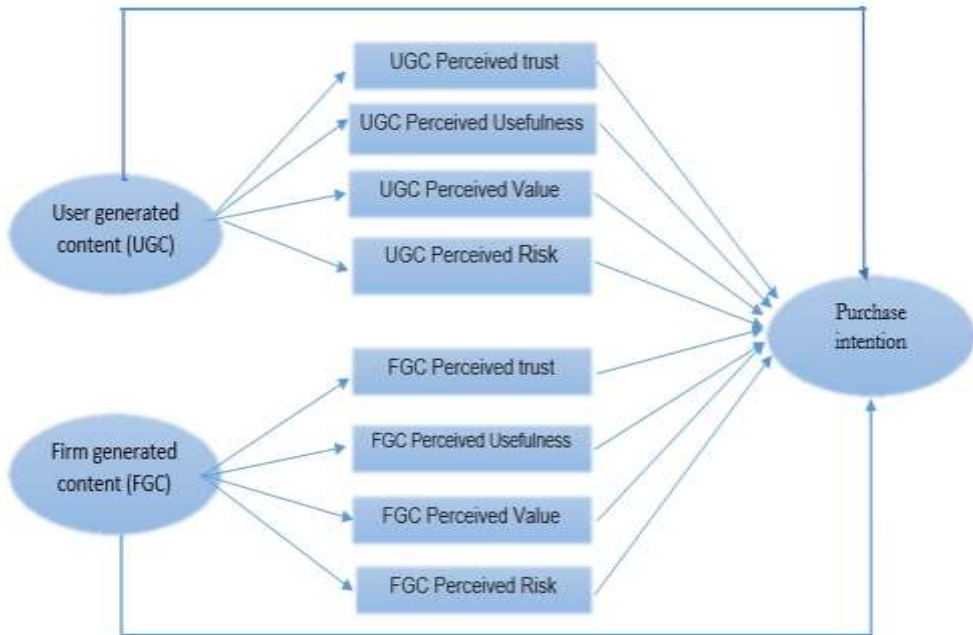 UGC Perceived trust
UGC Perceived Usefulness
UGC Perceived Value
UGC Perceived Risk
User generated
content (UGC)
Purchase
intention
FGC Perceived trust
FGC Perceived Usefulness
FGC Perceived Value
FGC Perceived Risk
Firm generated
content (FGC)